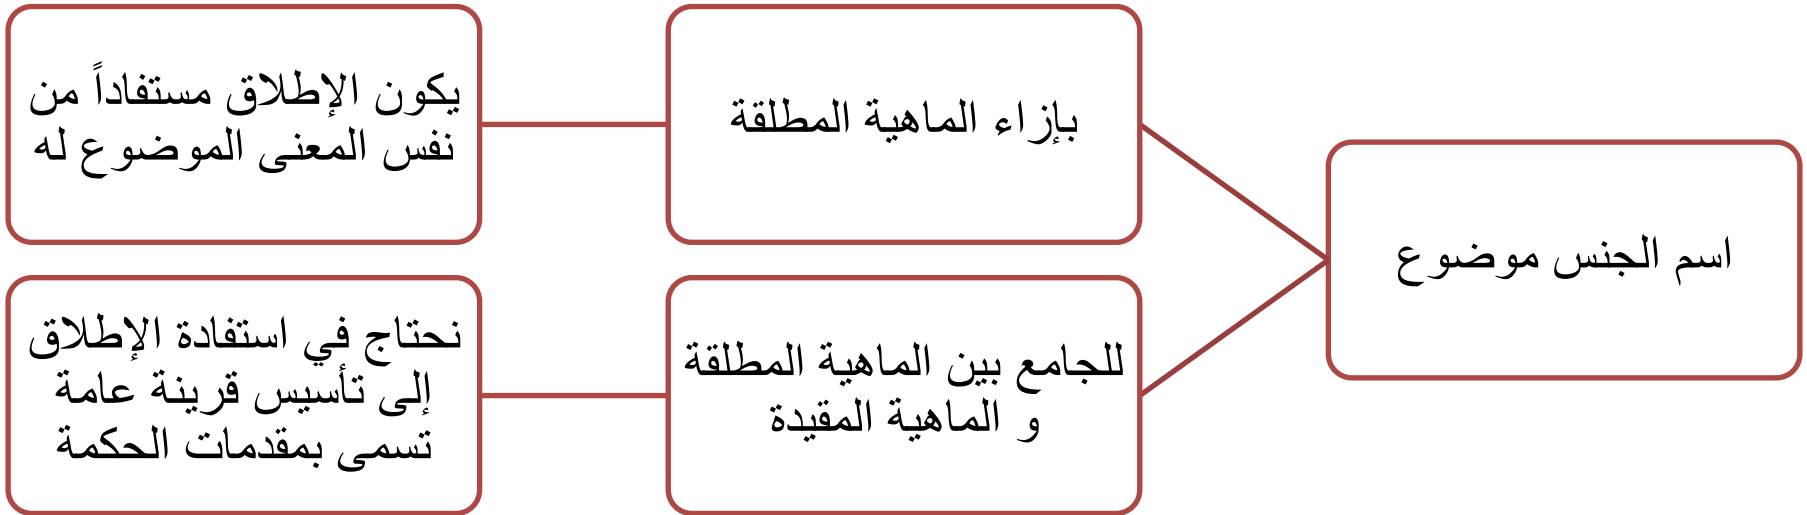 اسم الجنس موضوع
بإزاء الماهية المطلقة
يكون الإطلاق مستفاداً من
نفس المعنى الموضوع له
للجامع بين الماهية المطلقة
و الماهية المقيدة
نحتاج في استفادة الإطلاق
إلى تأسيس قرينة عامة
تسمى بمقدمات الحكمة